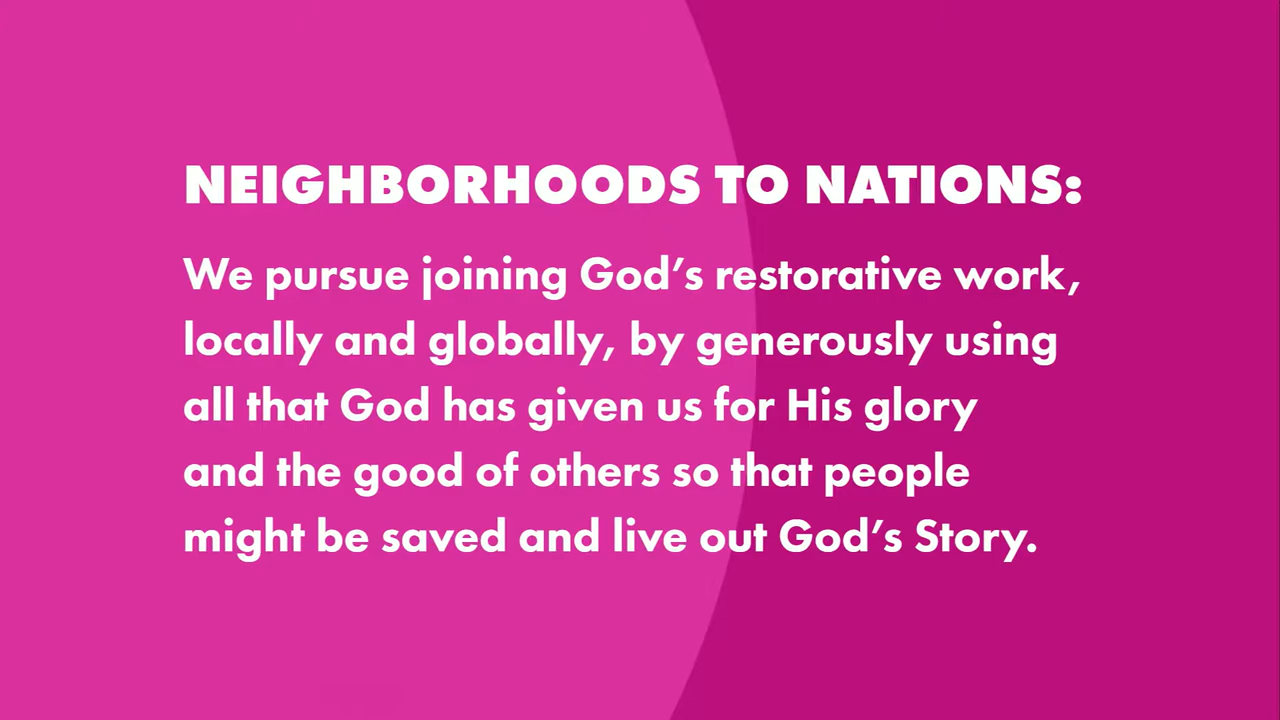 NEIGHBORHOODS TO NATIONS:
We pursue joining God’s restorative work,
locally and globally, by generously using
all that God has given us for His glory
and the good of others so that people
might be saved and live out God’s Story.